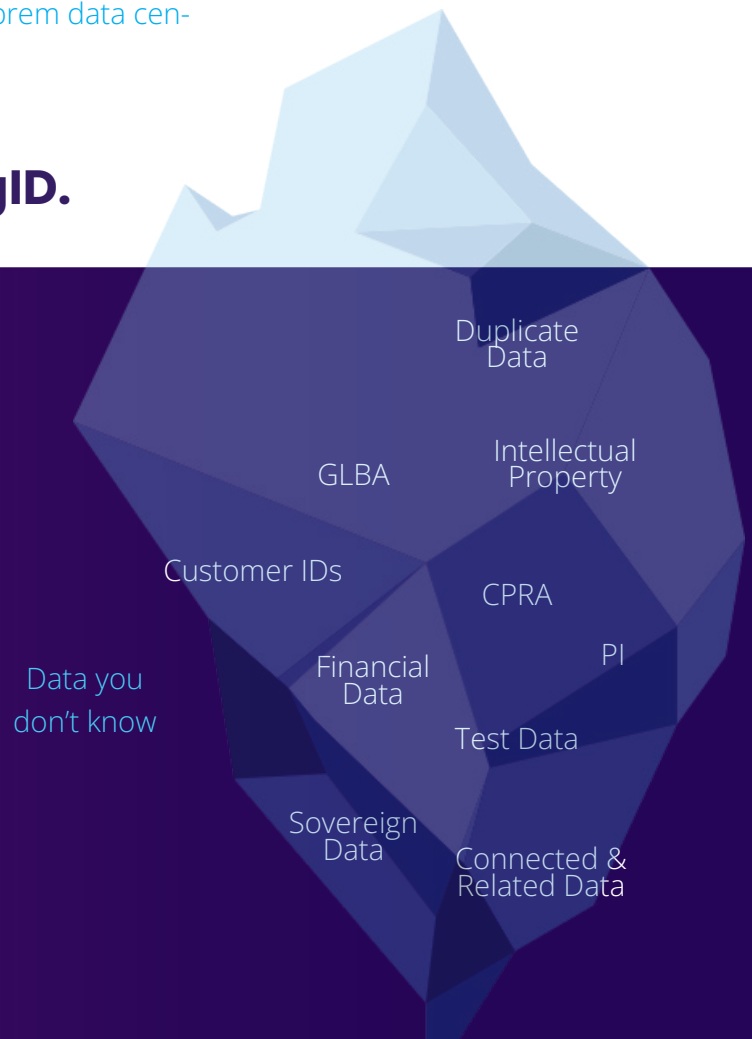 orem data cen-
gID.
Duplicate
Data
Intellectual
Property
GLBA
Customer IDs
CPRA
PI
Financial
Data
Data you
don’t know
Test Data
Sovereign
Data
Connected &
Related Data